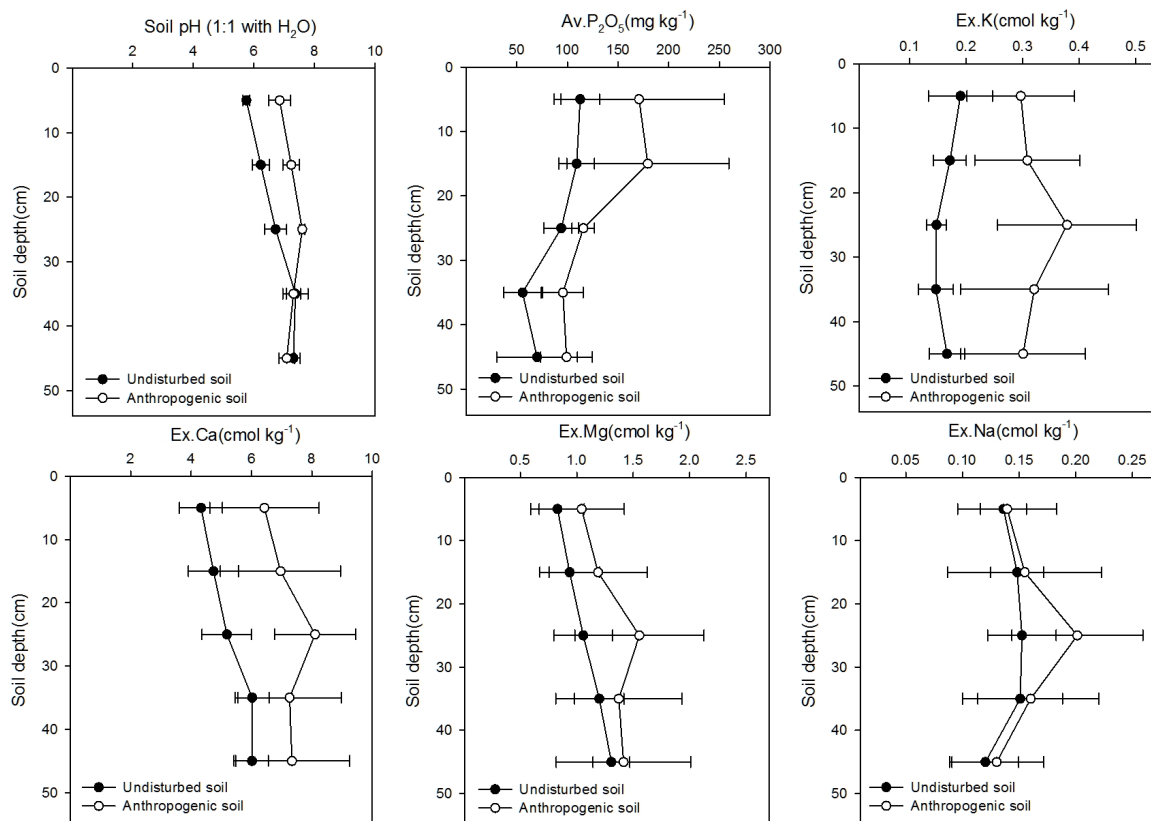 Soil pH (1:1 with H₂O)
2 4 6 8 10
0
10
20
30
40
50
Soil depth(cm)
Undisturbed soil
Anthropogenic soil
Av.P₂O₅(mg kg⁻¹)
50 100 150 200 250 300
0
10
20
30
40
50
Soil depth(cm)
Undisturbed soil
Anthropogenic soil
Ex.K(cmol kg⁻¹)
0.1 0.2 0.3 0.4 0.5
0
10
20
30
40
50
Soil depth(cm)
Undisturbed soil
Anthropogenic soil
Ex.Ca(cmol kg⁻¹)
2 4 6 8 10
0
10
20
30
40
50
Soil depth(cm)
Undisturbed soil
Anthropogenic soil
Ex.Mg(cmol kg⁻¹)
0.5 1.0 1.5 2.0 2.5
0
10
20
30
40
50
Soil depth(cm)
Undisturbed soil
Anthropogenic soil
Ex.Na(cmol kg⁻¹)
0.05 0.10 0.15 0.20 0.25
0
10
20
30
40
50
Soil depth(cm)
Undisturbed soil
Anthropogenic soil